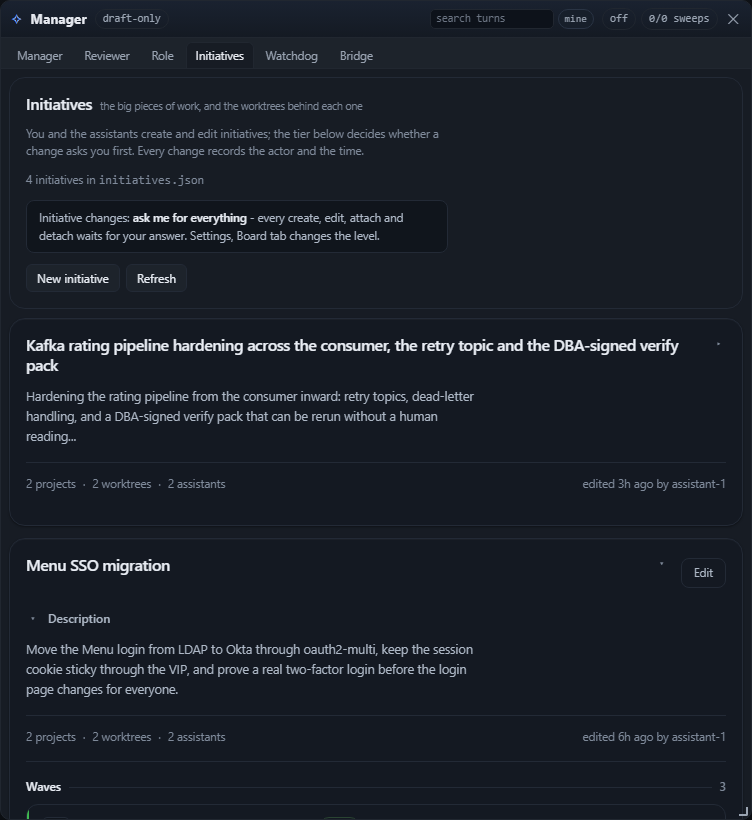 Manager draft-only search turns mine off 0/0 sweeps
Manager Reviewer Role Initiatives Watchdog Bridge
Initiatives the big pieces of work, and the worktrees behind each one
You and the assistants create and edit initiatives; the tier below decides whether a
change asks you first. Every change records the actor and the time.
4 initiatives in initiatives.json
Initiative changes: ask me for everything - every create, edit, attach and
detach waits for your answer. Settings, Board tab changes the level.
New initiative Refresh
Kafka rating pipeline hardening across the consumer, the retry topic and the DBA-signed verify
pack
Hardening the rating pipeline from the consumer inward: retry topics, dead-letter
handling, and a DBA-signed verify pack that can be rerun without a human
reading...
2 projects · 2 worktrees · 2 assistants edited 3h ago by assistant-1
Menu SSO migration Edit
Description
Move the Menu login from LDAP to Okta through oauth2-multi, keep the session
cookie sticky through the VIP, and prove a real two-factor login before the login
page changes for everyone.
2 projects · 2 worktrees · 2 assistants edited 6h ago by assistant-1
Waves 3